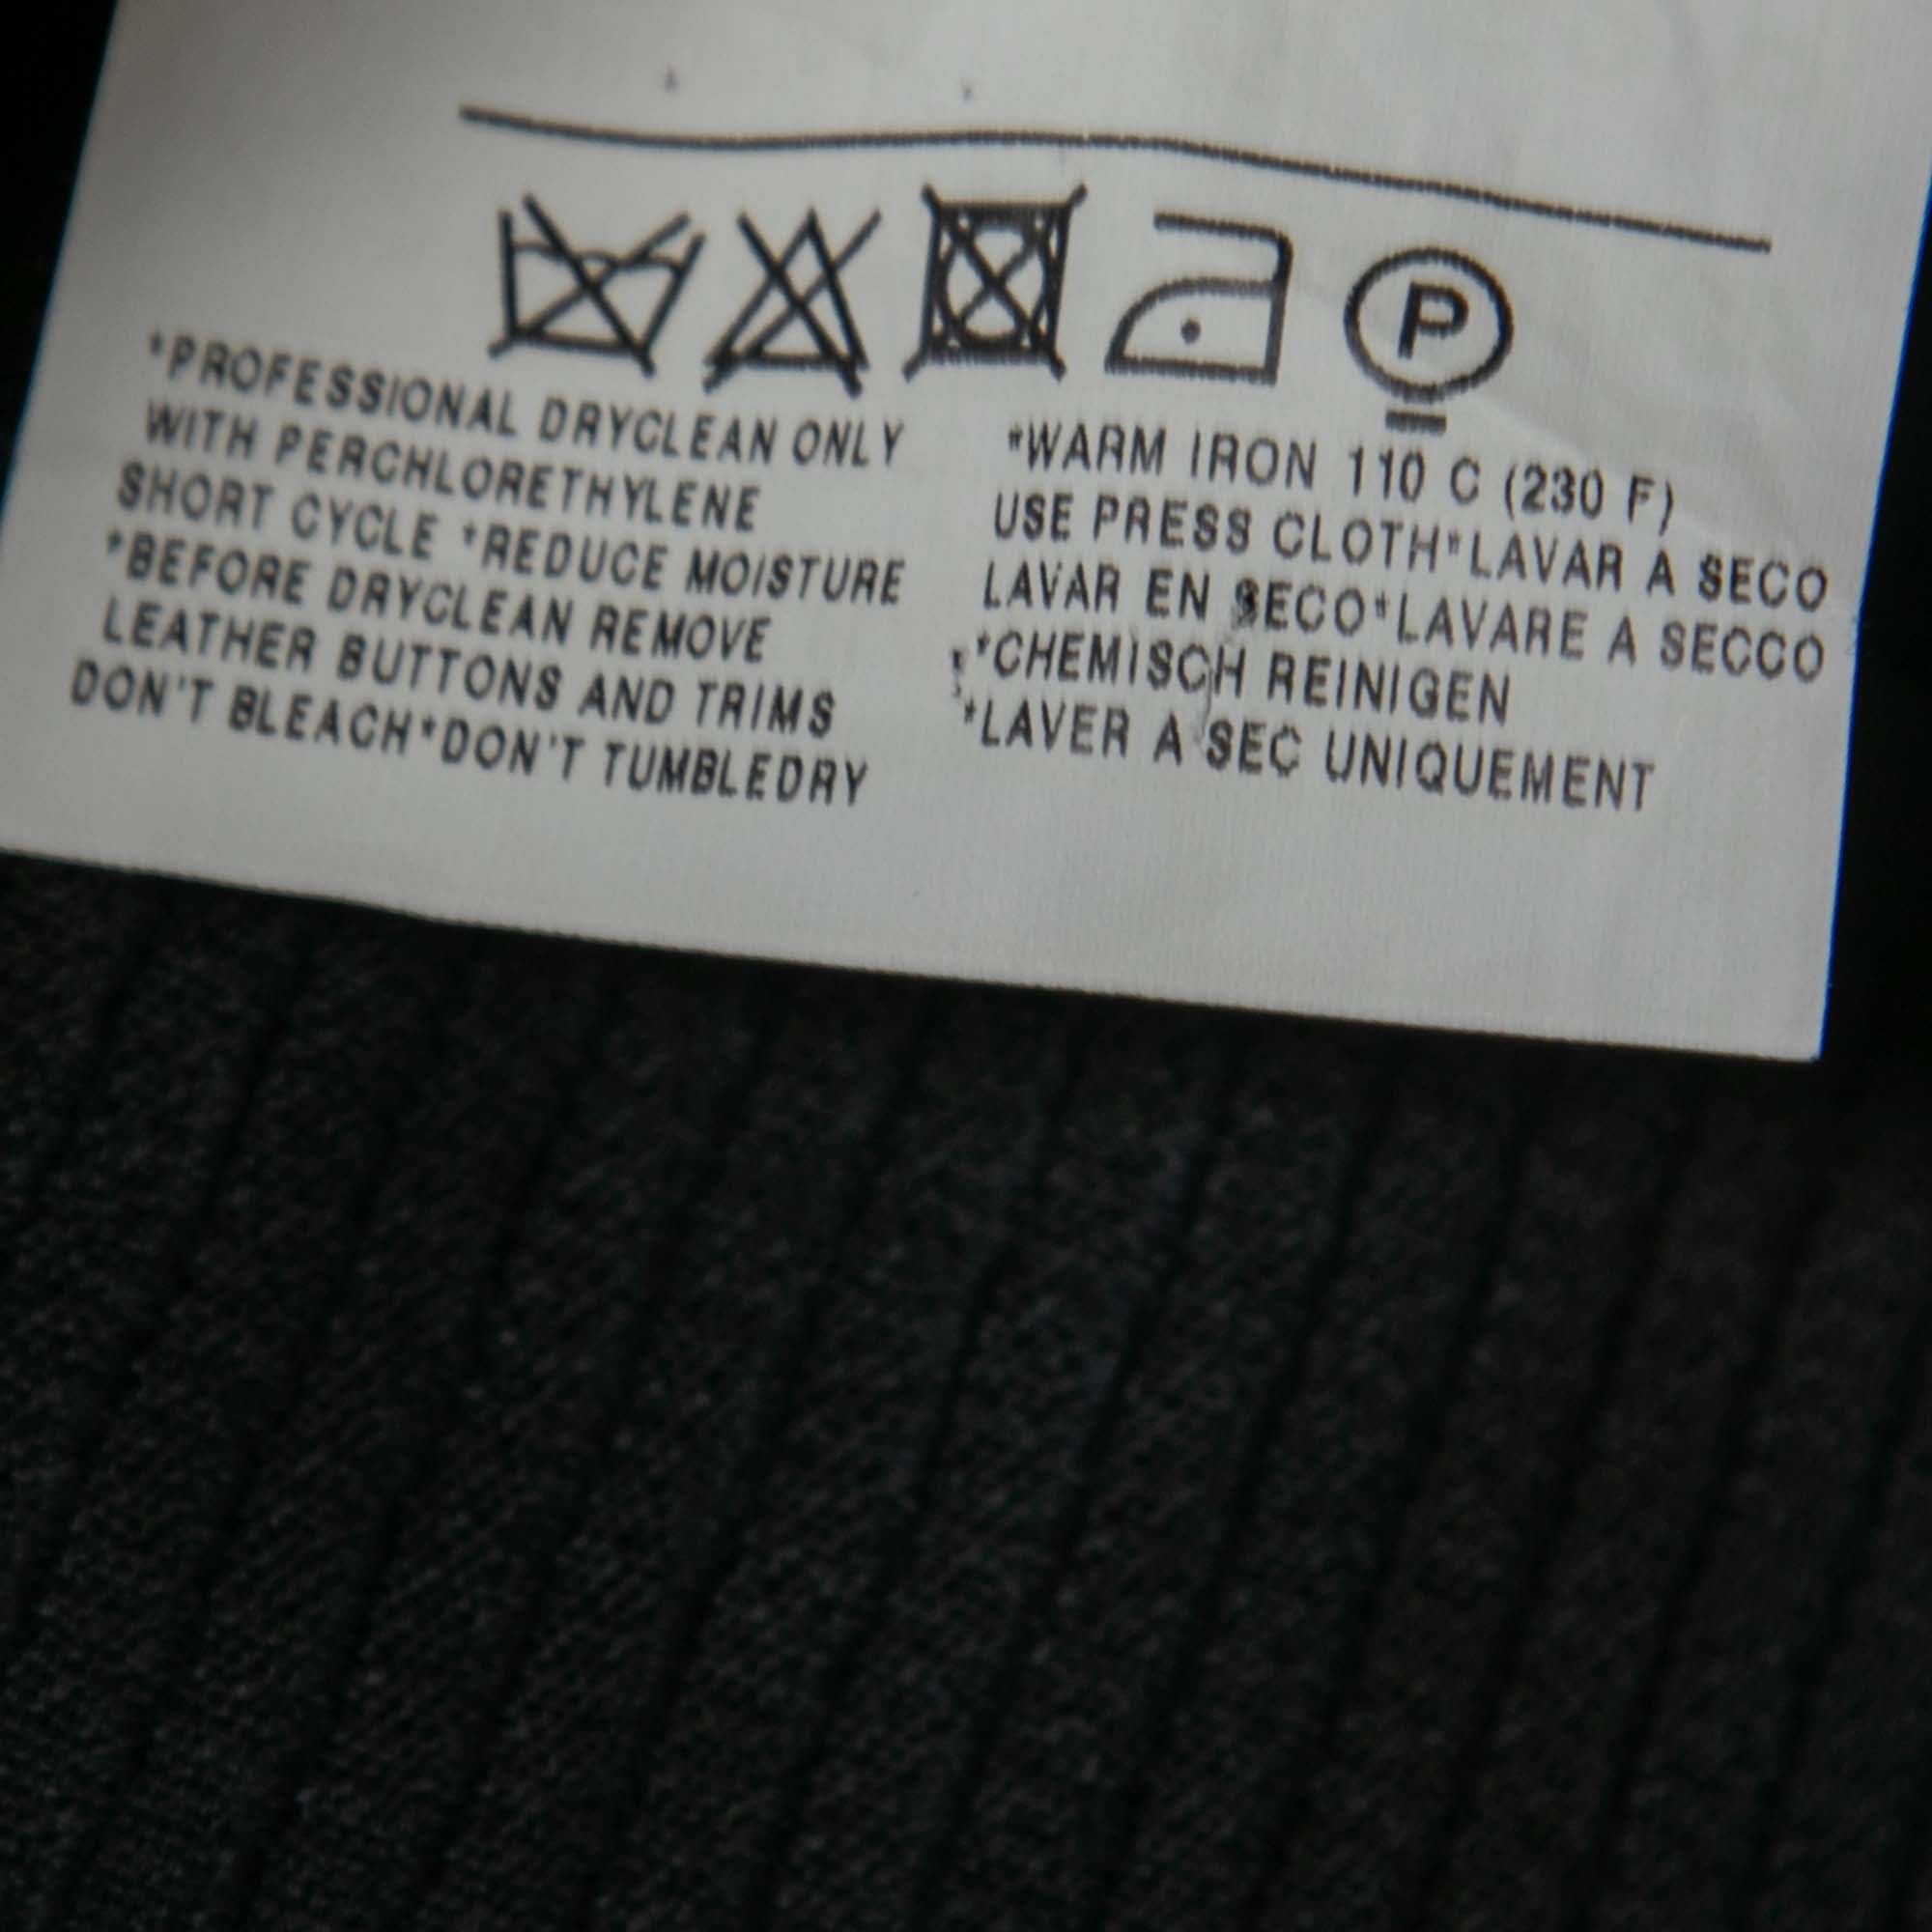 P
*PROFESSIONAL DRYCLEAN ONLY
WITH PERCHLORETHYLENE
SHORT CYCLE *REDUCE MOISTURE
*BEFORE DRYCLEAN REMOVE
LEATHER BUTTONS AND TRIMS
DON'T BLEACH*DON'T TUMBLEDRY
*WARM IRON 110 C (230 F)
USE PRESS CLOTH*LAVAR A SECO
LAVAR EN SECO*LAVARE A SECCO
*CHEMISCH REINIGEN
*LAVER A SEC UNIQUEMENT